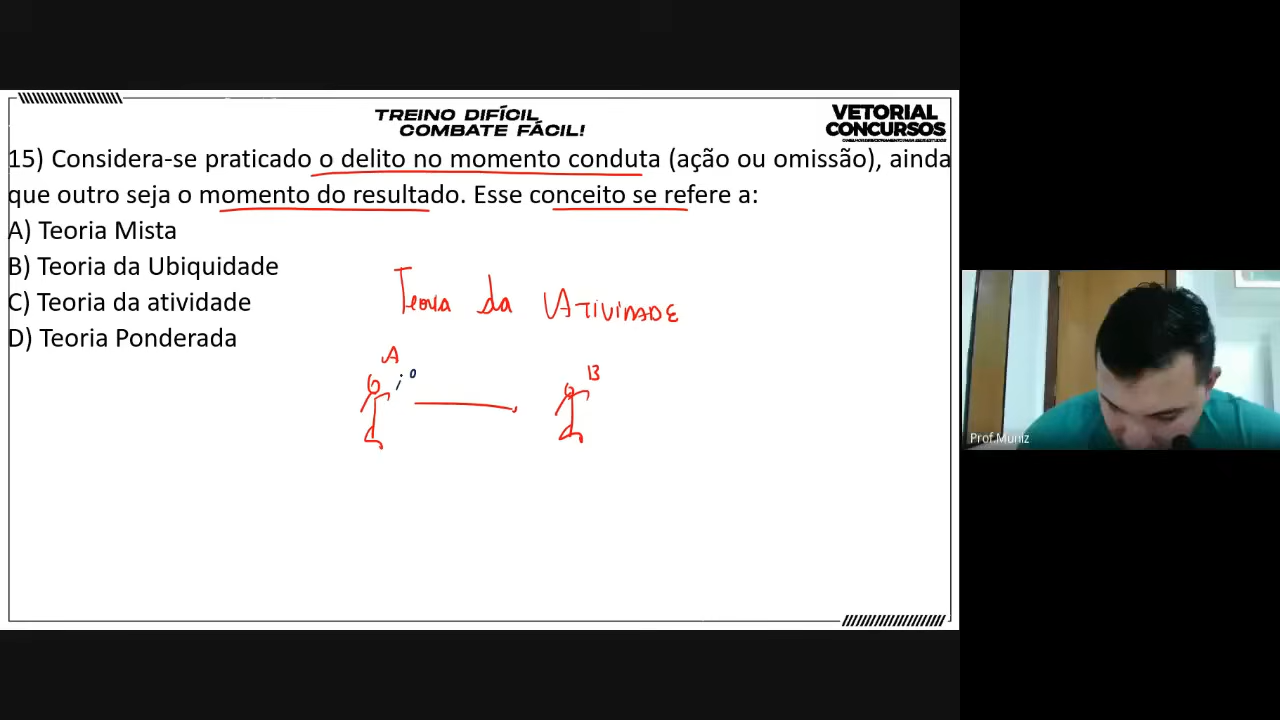 TREINO DIFÍCIL
COMBATE FÁCIL!
VETORIAL
CONCURSOS
15) Considera-se praticado o delito no momento conduta (ação ou omissão), ainda
que outro seja o momento do resultado. Esse conceito se refere a:
A) Teoria Mista
B) Teoria da Ubiquidade
C) Teoria da atividade
D) Teoria Ponderada
Teoria da ATIVIDADE
A
B
Prof.Muniz